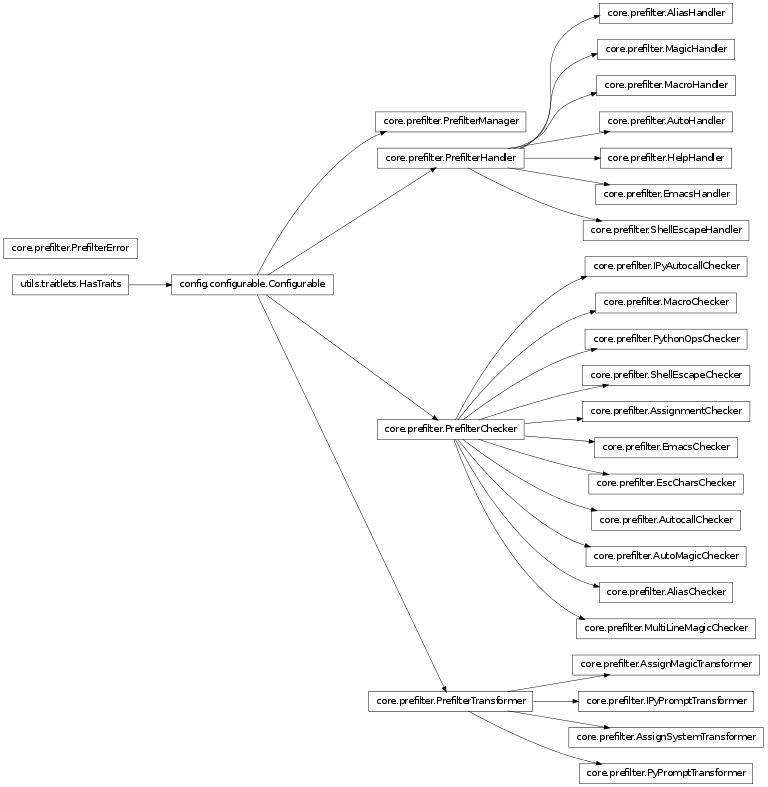 core.prefilter.AliasHandler
core.prefilter.MagicHandler
core.prefilter.MacroHandler
core.prefilter.PrefilterManager
core.prefilter.AutoHandler
core.prefilter.PrefilterHandler
core.prefilter.HelpHandler
core.prefilter.EmacsHandler
core.prefilter.ShellEscapeHandler
core.prefilter.PrefilterError
core.prefilter.IPyAutocallChecker
utils.traitlets.HasTraits
config.configurable.Configurable
core.prefilter.MacroChecker
core.prefilter.PythonOpsChecker
core.prefilter.ShellEscapeChecker
core.prefilter.AssignmentChecker
core.prefilter.PrefilterChecker
core.prefilter.EmacsChecker
core.prefilter.EscCharsChecker
core.prefilter.AutocallChecker
core.prefilter.AutoMagicChecker
core.prefilter.AliasChecker
core.prefilter.MultiLineMagicChecker
core.prefilter.AssignMagicTransformer
core.prefilter.PrefilterTransformer
core.prefilter.IPyPromptTransformer
core.prefilter.AssignSystemTransformer
core.prefilter.PyPromptTransformer